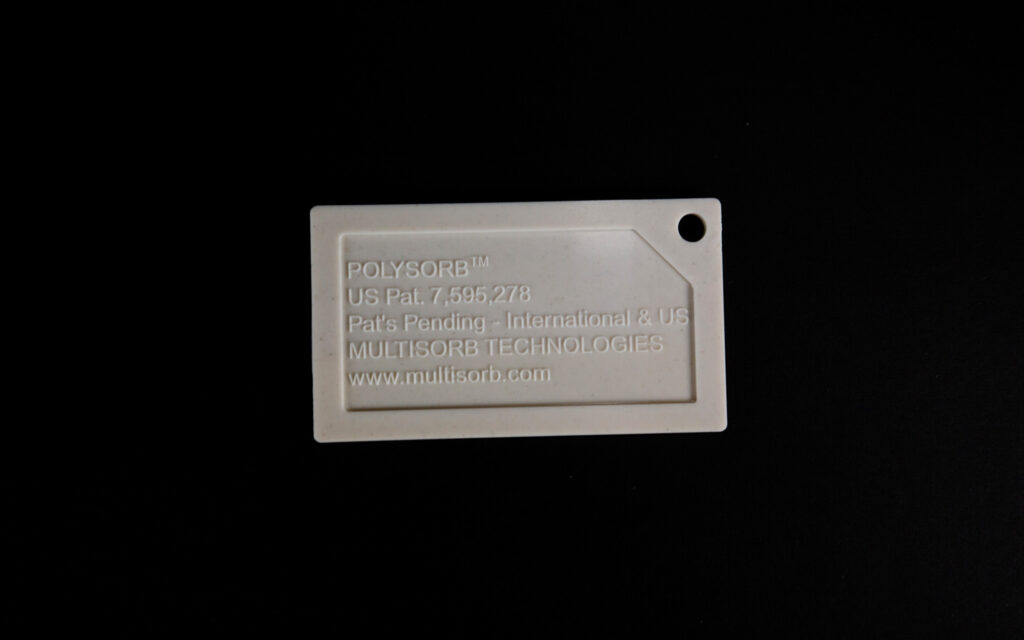 POLYSORB™
US Pat. 7,595,278
Pat's Pending - International & US
MULTISORB TECHNOLOGIES
www.multisorb.com